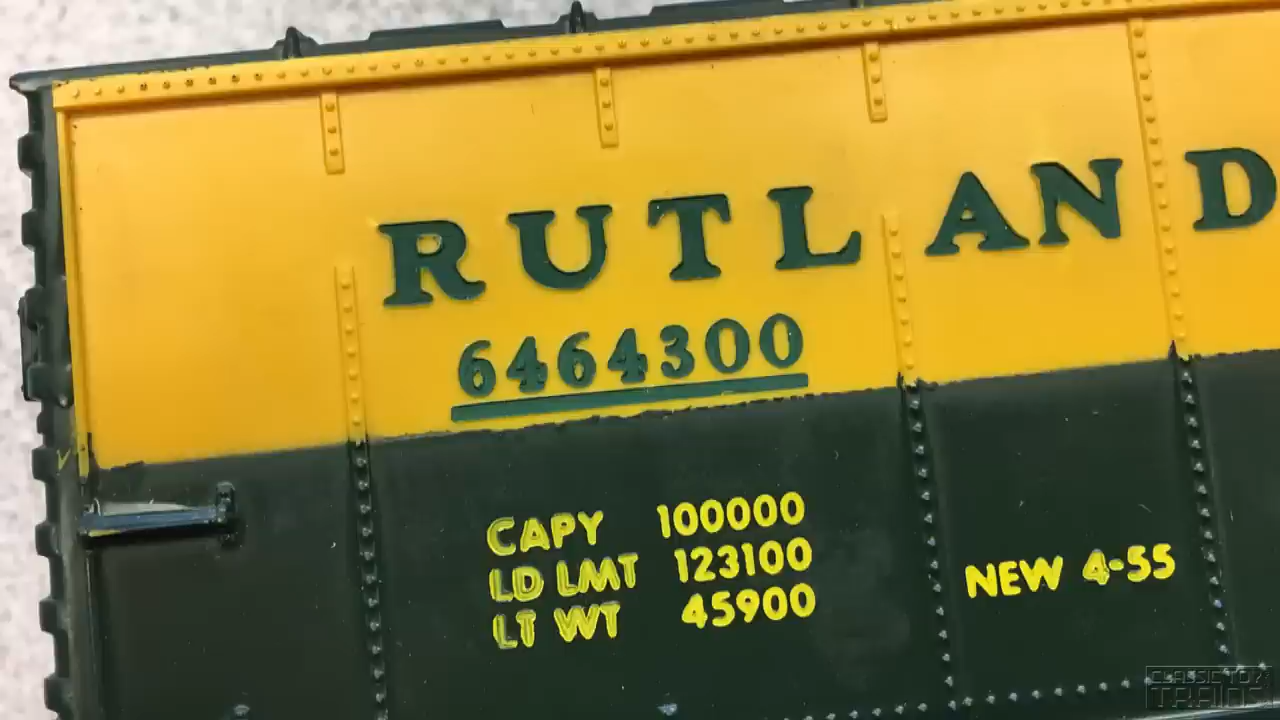 RUTLAND
6464300
CAPY 100000
LD LMT 123100
LT WT 45900
NEW 4-55
CLASSIC TOY
TRAINS